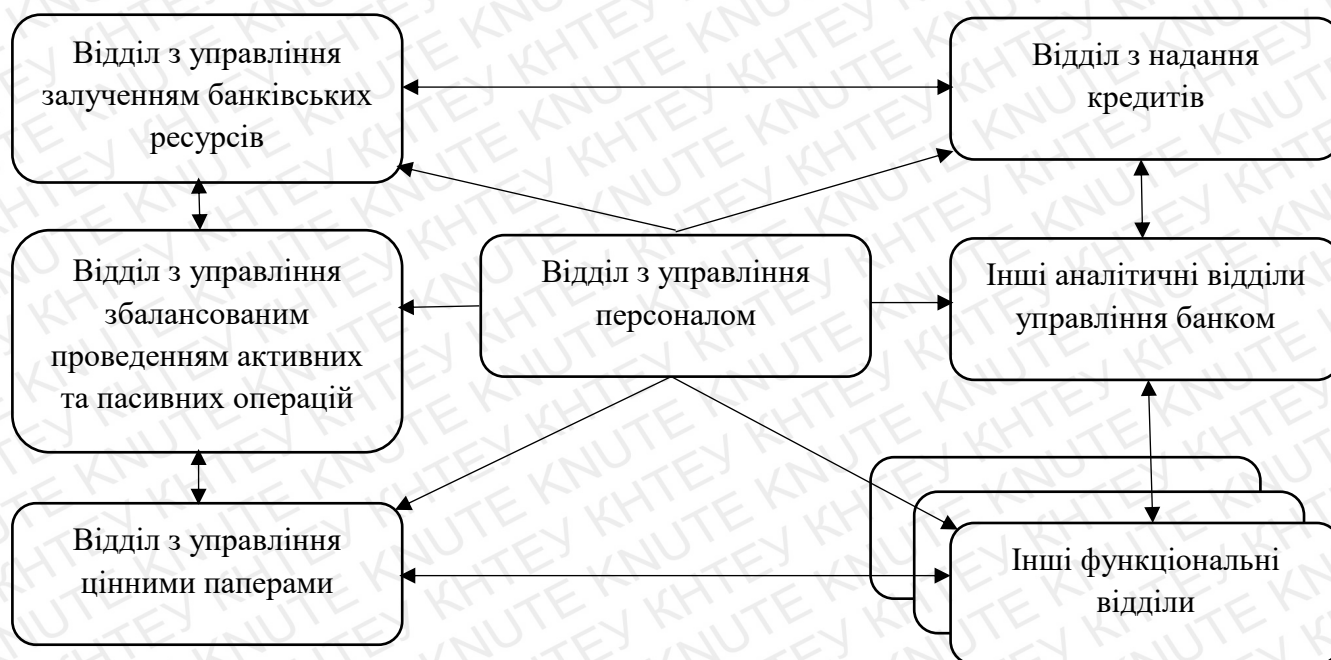 Відділ з управління
залученням банківських
ресурсів
Відділ з надання
кредитів
Відділ з управління
збалансованим
проведенням активних
та пасивних операцій
Відділ з управління
персоналом
Інші аналітичні відділи
управління банком
Відділ з управління
цінними паперами
Інші функціональні
відділи